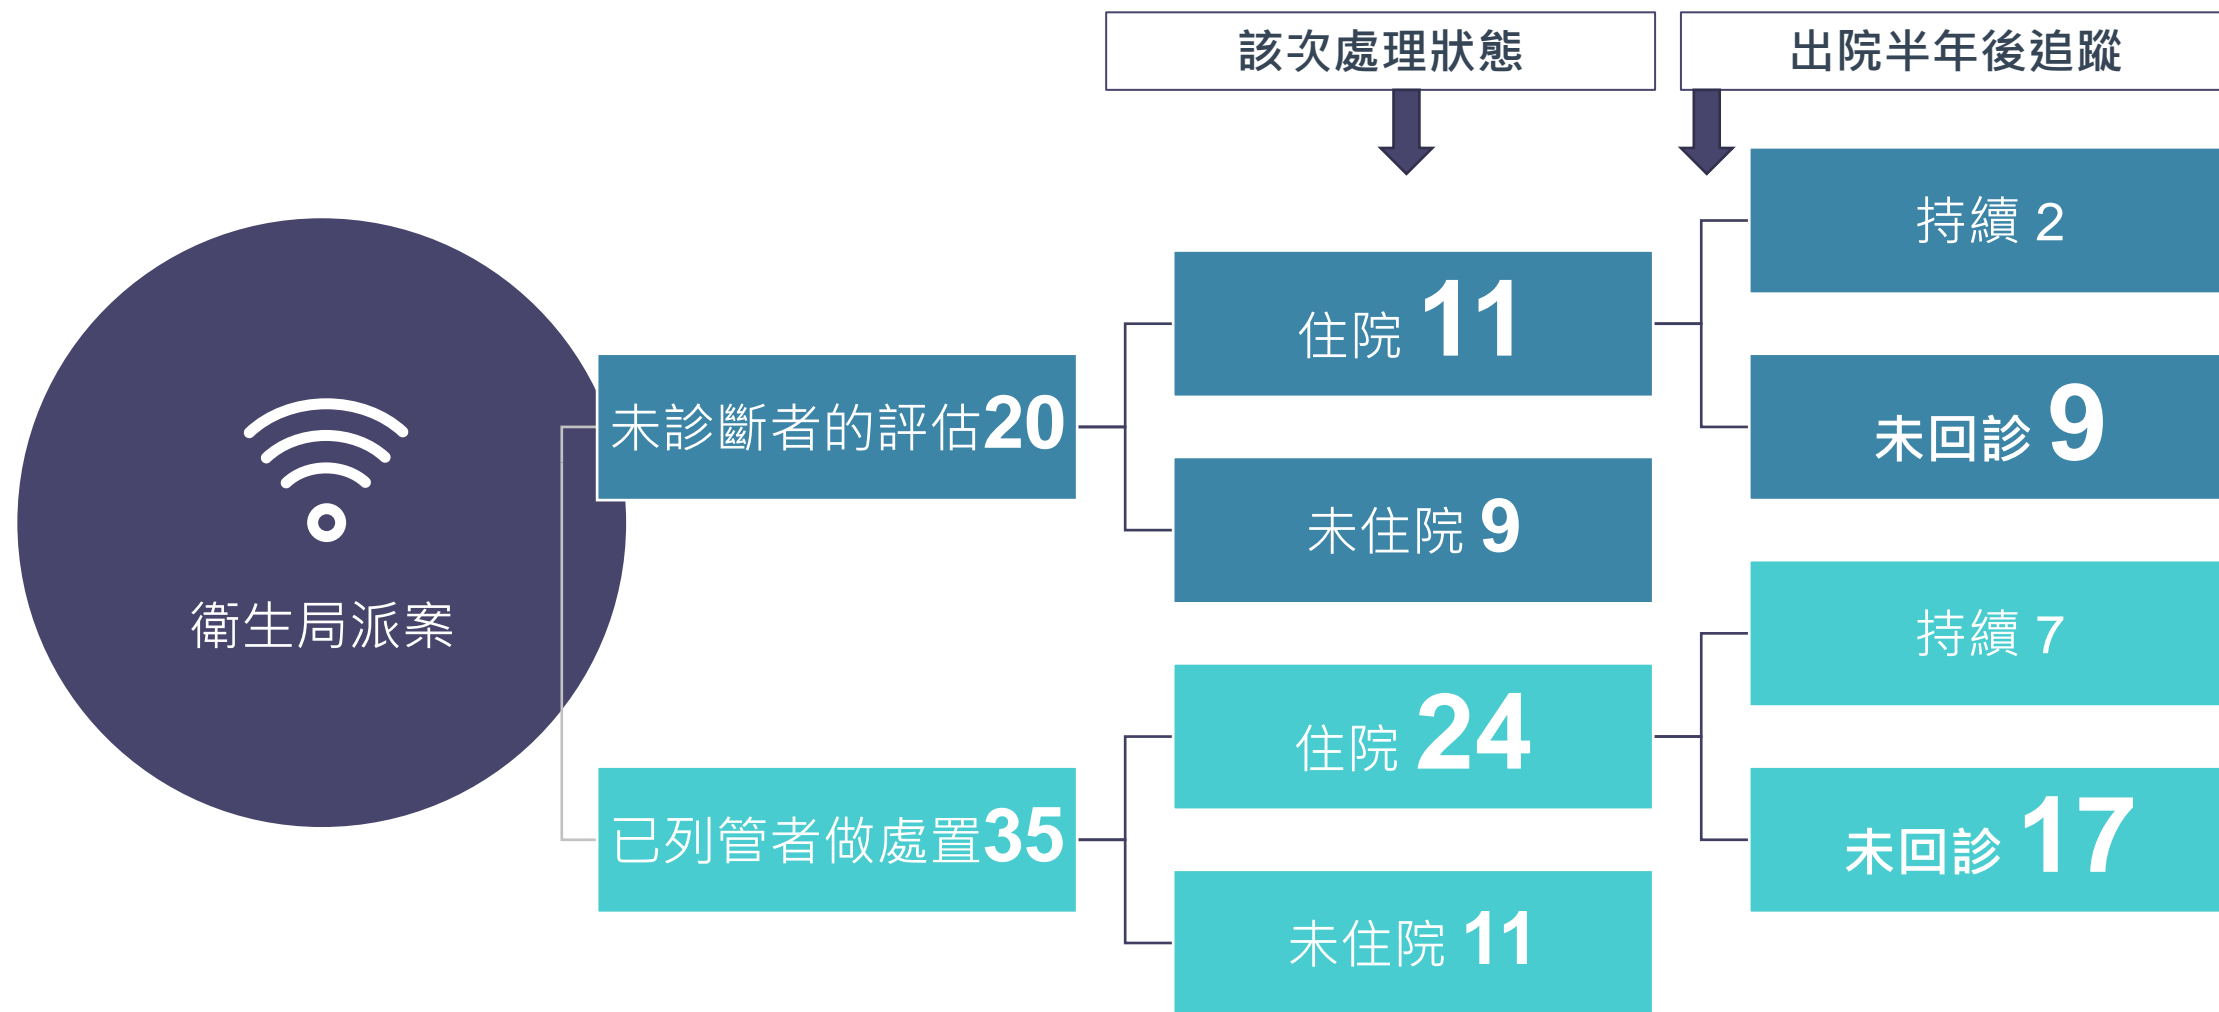 該次處理狀態
出院半年後追蹤
衛生局派案
未診斷者的評估20
住院 11
持續 2
未回診 9
未住院 9
已列管者做處置35
住院 24
持續 7
未回診 17
未住院 11